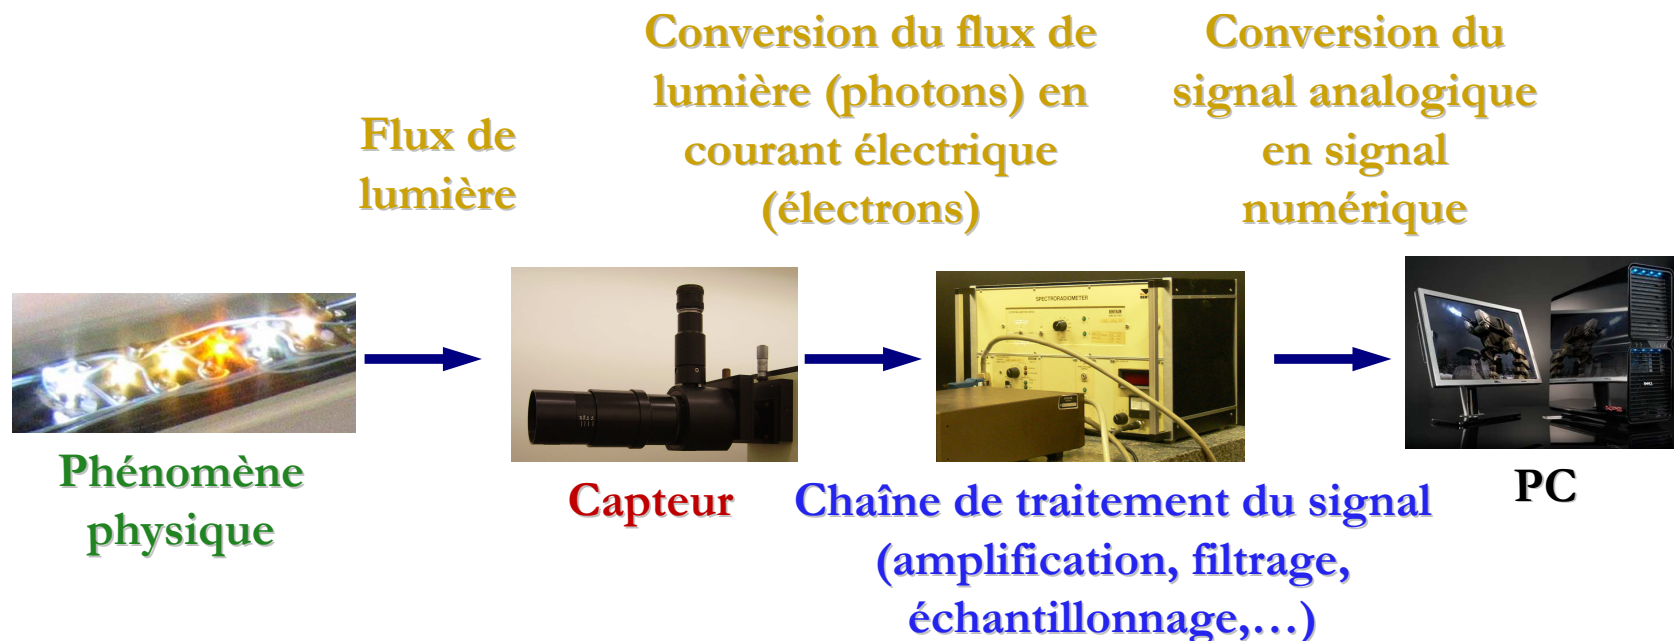 Flux de
lumière
Conversion du flux de
lumière (photons) en
courant électrique
(électrons)
Conversion du
signal analogique
en signal
numérique
SPECTRORADIOMETER
Phénomène
physique
Capteur
Chaîne de traitement du signal
(amplification, filtrage,
échantillonnage,…)
PC